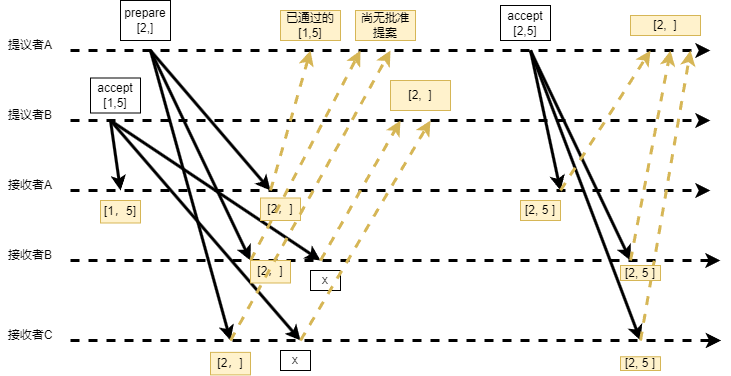 prepare
[2,]
已通过的
[1,5]
尚无批准
提案
accept
[2,5]
[2, ]
提议者A
accept
[1,5]
[2, ]
提议者B
接收者A
[1，5]
[2, ]
[2, 5 ]
接收者B
[2, ]
x
[2, 5 ]
接收者C
[2, ]
x
[2, 5 ]